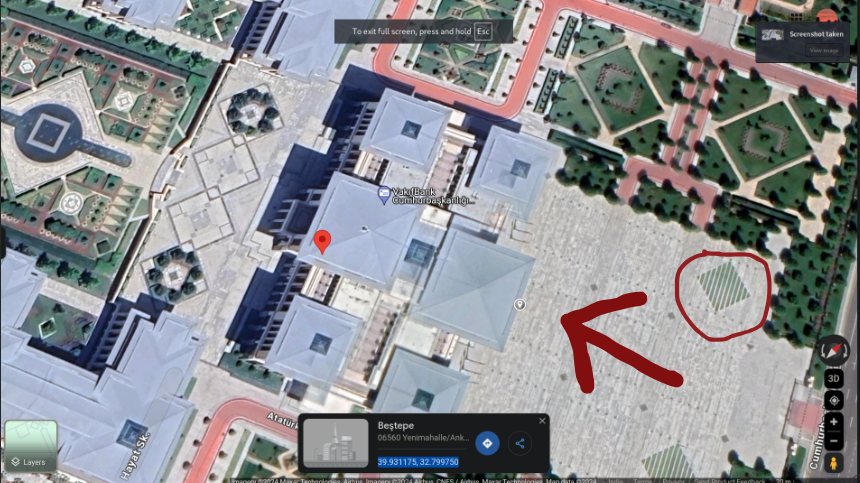 To exit full screen, press and hold Esc
Screenshot taken
View image
VakıfBank
Cumhurbaşkanlığı...
3D
Beştepe
06560 Yenimahalle/Ank...
39.931175, 32.799750
Layers
Hayat Sk.
Atatürk
Cumhur
Imagery ©2024 Maxar Technologies, Airbus, Imagery ©2024 Airbus, CNES / Airbus, Maxar Technologies, Map data ©2024
India
Terms
Privacy
Send Product Feedback
20 m